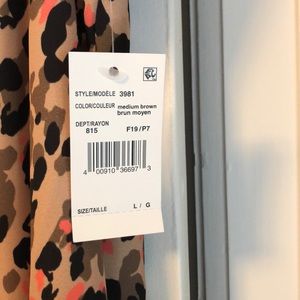 STYLE/MODÈLE 3981
COLOR/COULEUR medium brown
brun moyen
DEPT/RAYON
815 F19/P7
4 00910 36697 3
SIZE/TAILLE L / G